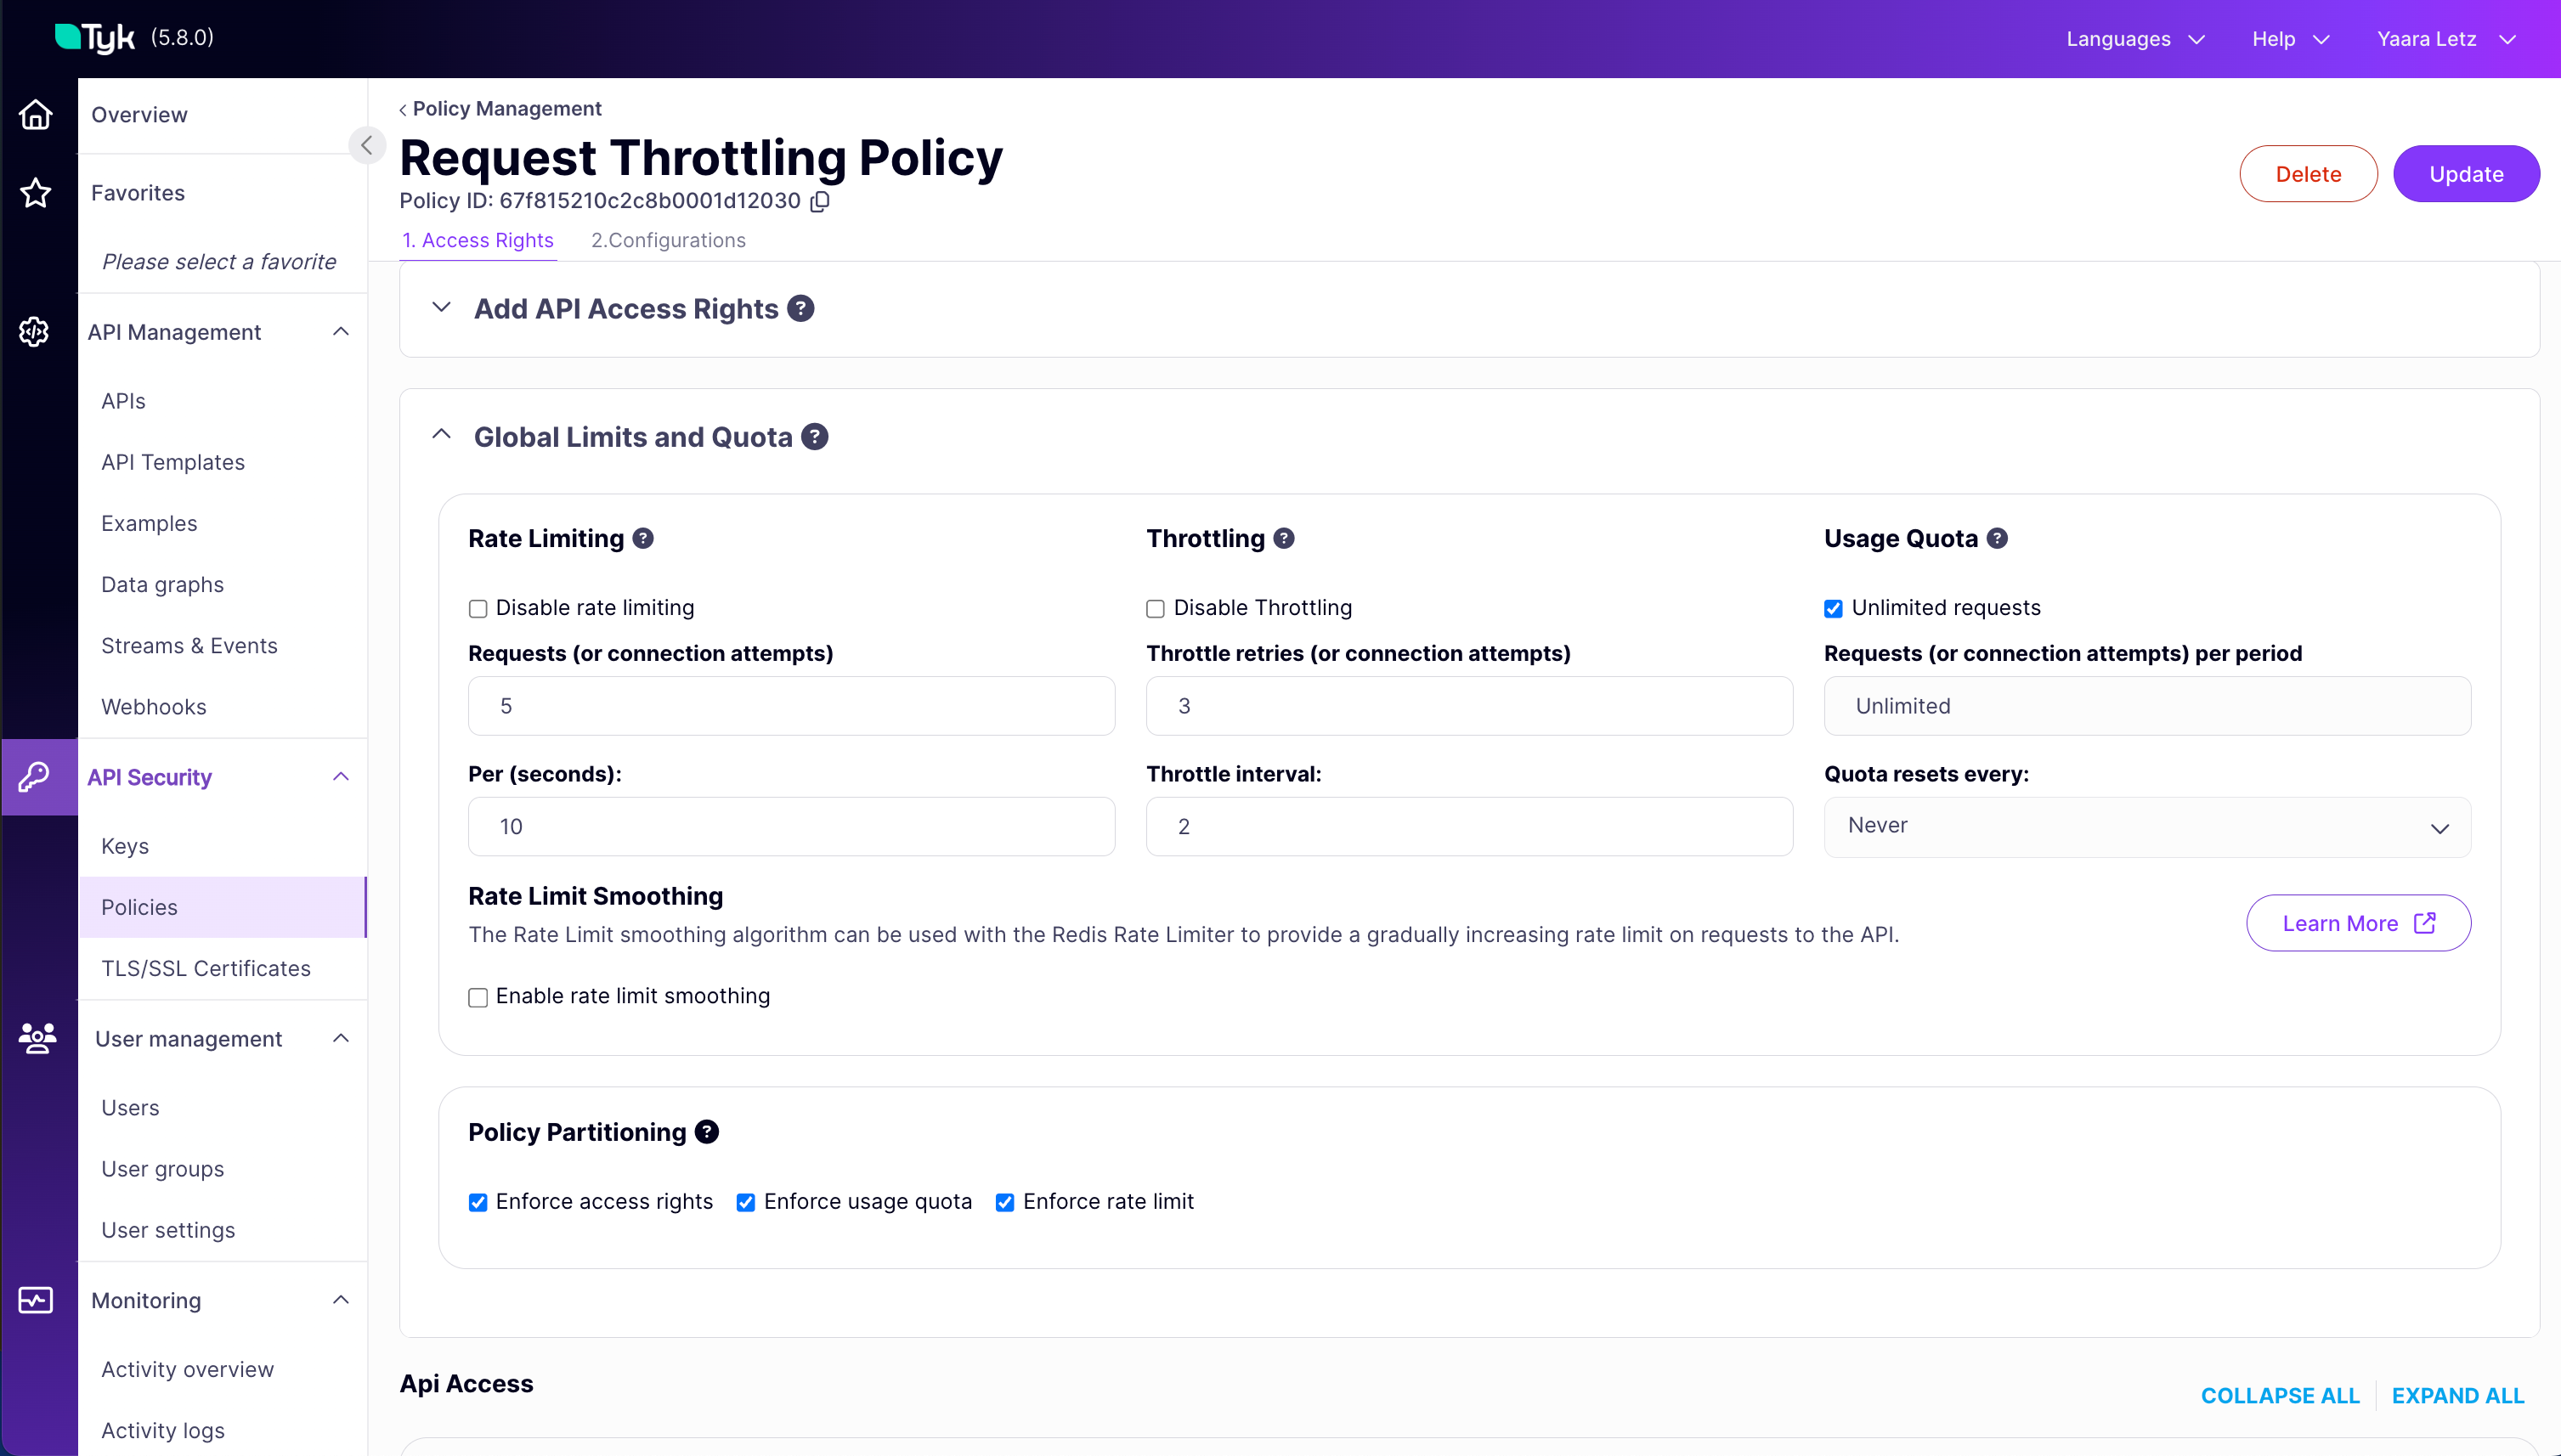 Tyk (5.8.0)
Languages
Help
Yaara Letz
Overview
Favorites
Please select a favorite
API Management
APIs
API Templates
Examples
Data graphs
Streams & Events
Webhooks
API Security
Keys
Policies
TLS/SSL Certificates
User management
Users
User groups
User settings
Monitoring
Activity overview
Activity logs
Policy Management
Request Throttling Policy
Policy ID: 67f815210c2c8b0001d12030
Delete
Update
1. Access Rights
2.Configurations
Add API Access Rights ?
Global Limits and Quota ?
Rate Limiting ?
Disable rate limiting
Requests (or connection attempts)
5
Per (seconds):
10
Throttling ?
Disable Throttling
Throttle retries (or connection attempts)
3
Throttle interval:
2
Usage Quota ?
Unlimited requests
Requests (or connection attempts) per period
Unlimited
Quota resets every:
Never
Rate Limit Smoothing
The Rate Limit smoothing algorithm can be used with the Redis Rate Limiter to provide a gradually increasing rate limit on requests to the API.
Learn More
Enable rate limit smoothing
Policy Partitioning ?
Enforce access rights
Enforce usage quota
Enforce rate limit
Api Access
COLLAPSE ALL
EXPAND ALL